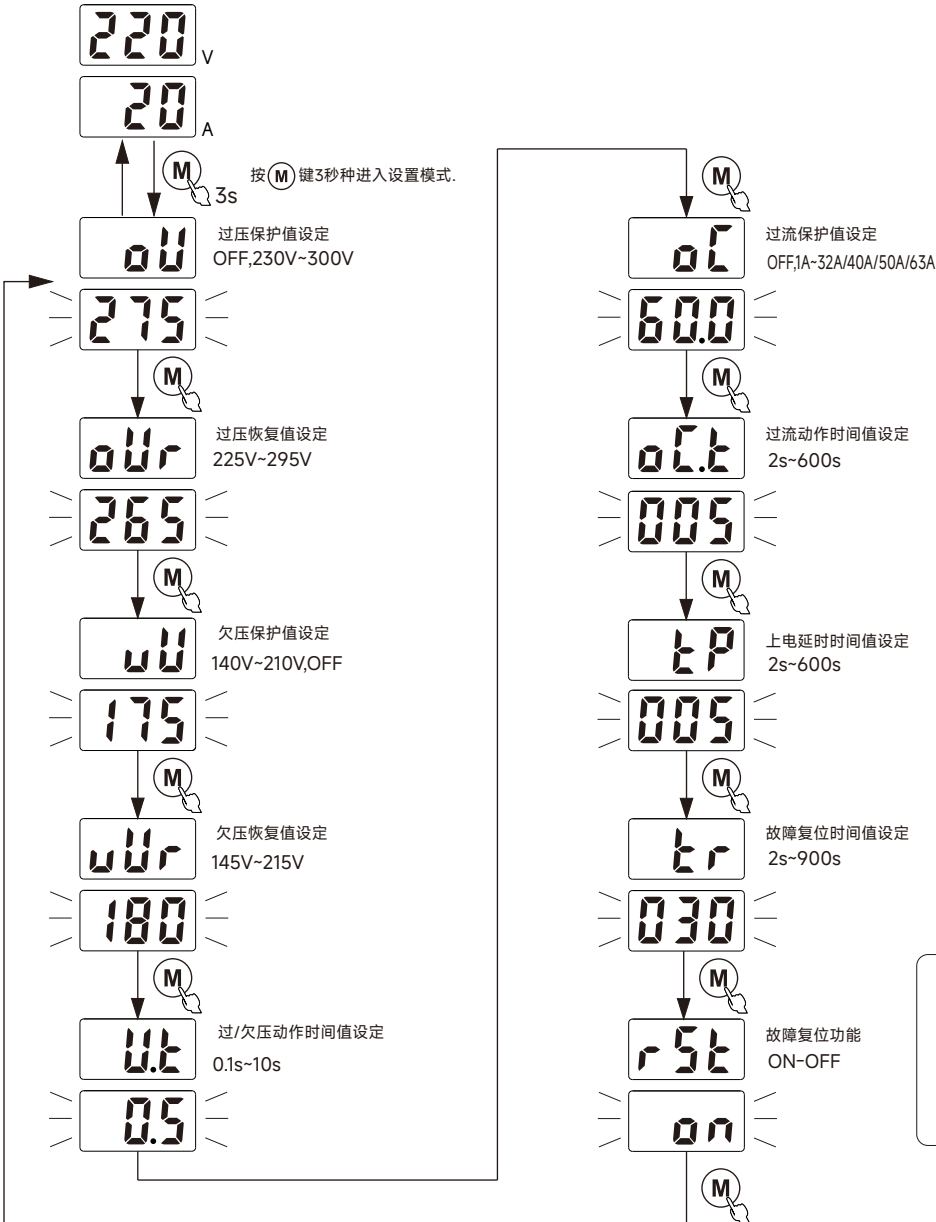 220 V
20 A
M
3s
按 M 键3秒种进入设置模式.
oU
过压保护值设定
OFF,230V~300V
275
M
oUr
过压恢复值设定
225V~295V
265
M
uU
欠压保护值设定
140V~210V,OFF
175
M
uUr
欠压恢复值设定
145V~215V
180
M
U.t
过/欠压动作时间值设定
0.1s~10s
0.5
M
oC
过流保护值设定
OFF,1A~32A/40A/50A/63A
60.0
M
oC.t
过流动作时间值设定
2s~600s
005
M
tP
上电延时时间值设定
2s~600s
005
M
tr
故障复位时间值设定
2s~900s
030
M
rSt
故障复位功能
ON-OFF
on
M